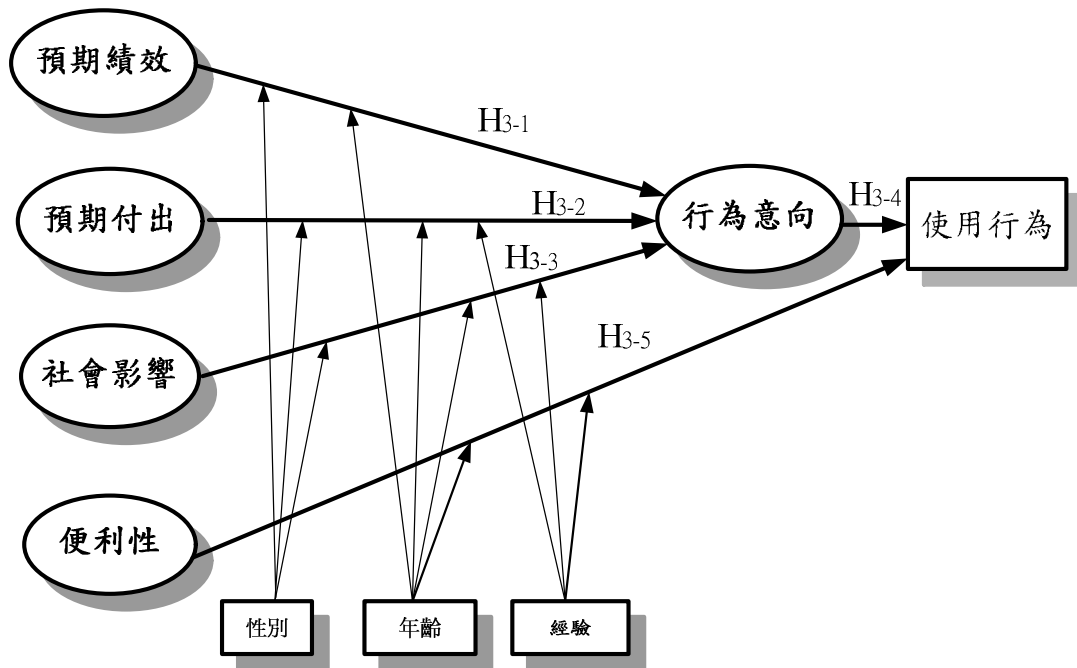 預期績效
H3-1
預期付出
H3-2
行為意向
H3-4
使用行為
H3-3
社會影響
H3-5
便利性
性別
年齡
經驗